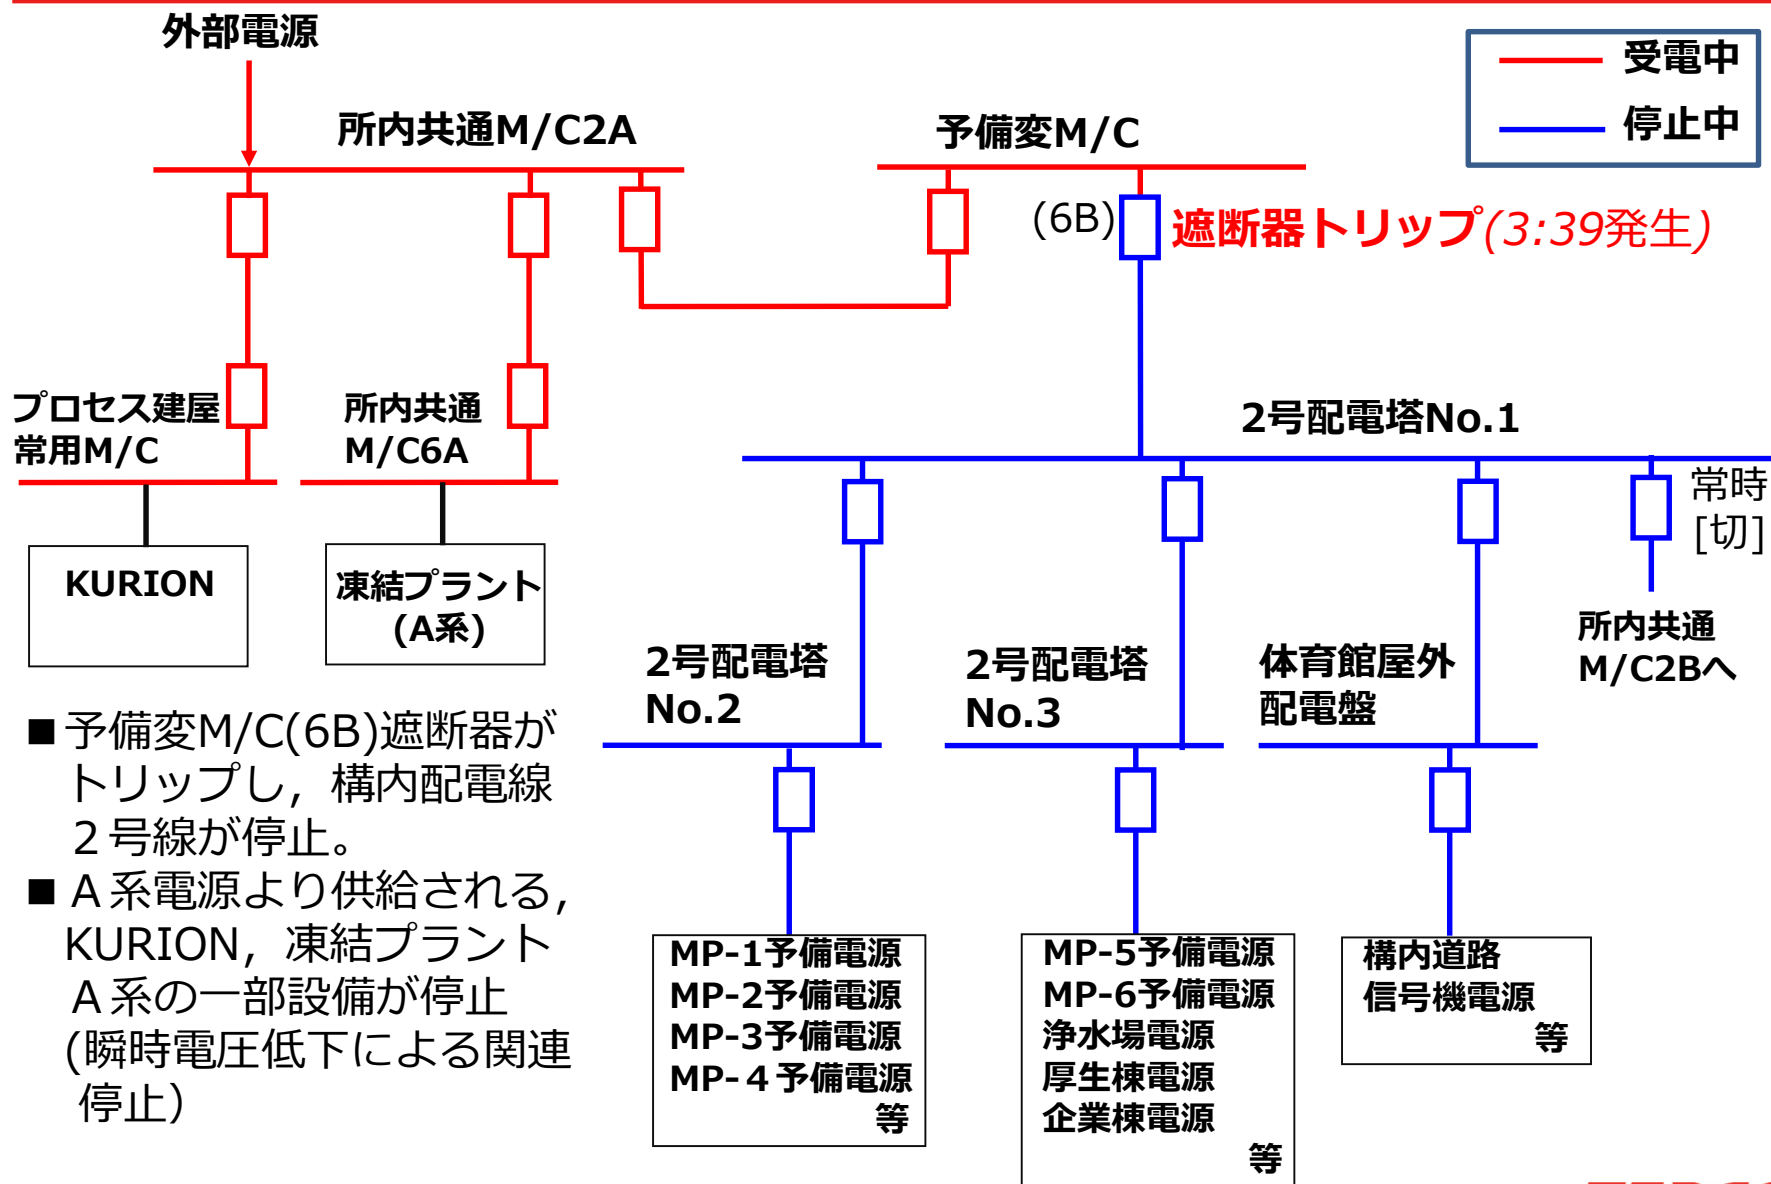 外部電源
受電中
停止中
所内共通M/C2A
予備変M/C
(6B)
遮断器トリップ(3:39発生)
プロセス建屋
常用M/C
所内共通
M/C6A
2号配電塔No.1
常時
[切]
KURION
凍結プラント
(A系)
所内共通
M/C2Bへ
2号配電塔
No.2
2号配電塔
No.3
体育館屋外
配電盤
■予備変M/C(6B)遮断器が
トリップし，構内配電線
２号線が停止。
■Ａ系電源より供給される，
KURION，凍結プラント
Ａ系の一部設備が停止
(瞬時電圧低下による関連
停止）
MP-1予備電源
MP-2予備電源
MP-3予備電源
MP-４予備電源
等
MP-5予備電源
MP-6予備電源
浄水場電源
厚生棟電源
企業棟電源
等
構内道路
信号機電源
等